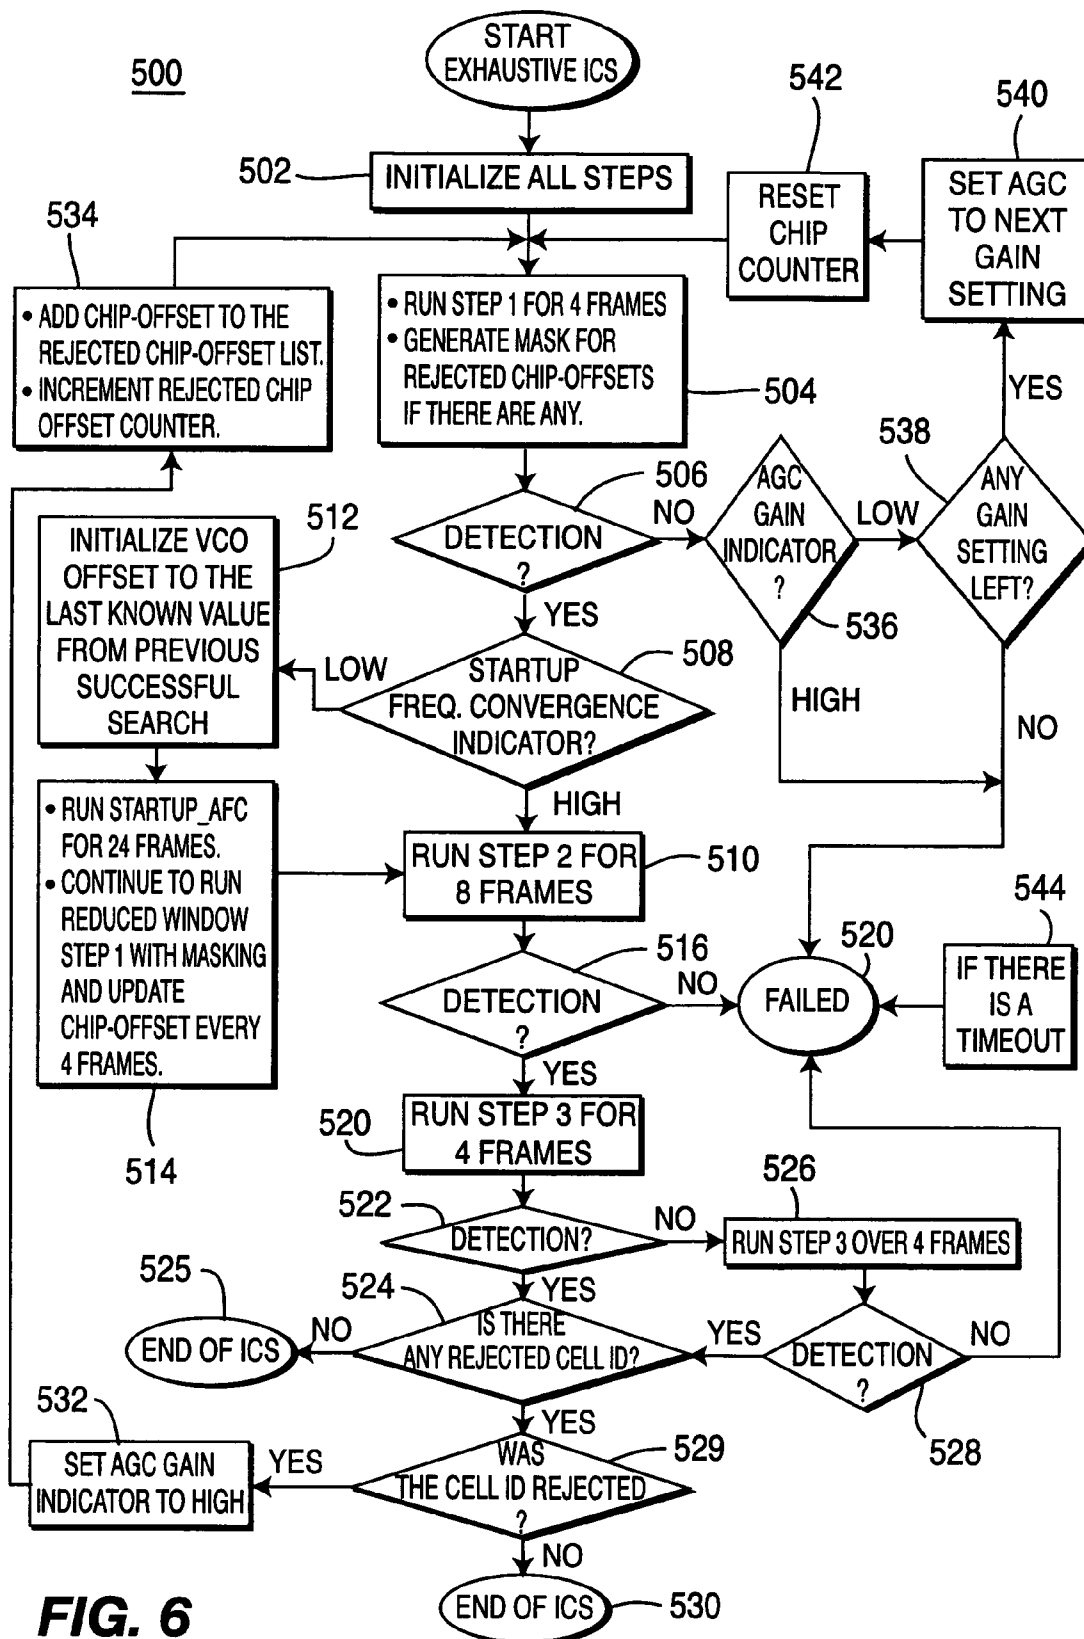 START
EXHAUSTIVE ICS
500
502
INITIALIZE ALL STEPS
542
RESET
CHIP
COUNTER
540
SET AGC
TO NEXT
GAIN
SETTING
534
• ADD CHIP-OFFSET TO THE
REJECTED CHIP-OFFSET LIST.
• INCREMENT REJECTED CHIP
OFFSET COUNTER.
• RUN STEP 1 FOR 4 FRAMES
• GENERATE MASK FOR
REJECTED CHIP-OFFSETS
IF THERE ARE ANY.
504
YES
506
DETECTION
?
NO
AGC
GAIN
INDICATOR
?
536
LOW
538
ANY
GAIN
SETTING
LEFT?
HIGH
NO
YES
512
INITIALIZE VCO
OFFSET TO THE
LAST KNOWN VALUE
FROM PREVIOUS
SUCCESSFUL
SEARCH
LOW
508
STARTUP
FREQ. CONVERGENCE
INDICATOR?
HIGH
• RUN STARTUP_AFC
FOR 24 FRAMES.
• CONTINUE TO RUN
REDUCED WINDOW
STEP 1 WITH MASKING
AND UPDATE
CHIP-OFFSET EVERY
4 FRAMES.
514
RUN STEP 2 FOR
8 FRAMES
510
516
DETECTION
?
NO
520
FAILED
544
IF THERE
IS A
TIMEOUT
YES
520
RUN STEP 3 FOR
4 FRAMES
522
DETECTION?
NO
526
RUN STEP 3 OVER 4 FRAMES
YES
525
END OF ICS
NO
524
IS THERE
ANY REJECTED CELL ID?
YES
DETECTION
?
NO
528
YES
532
SET AGC GAIN
INDICATOR TO HIGH
YES
WAS
THE CELL ID REJECTED
?
529
NO
END OF ICS
530
FIG. 6